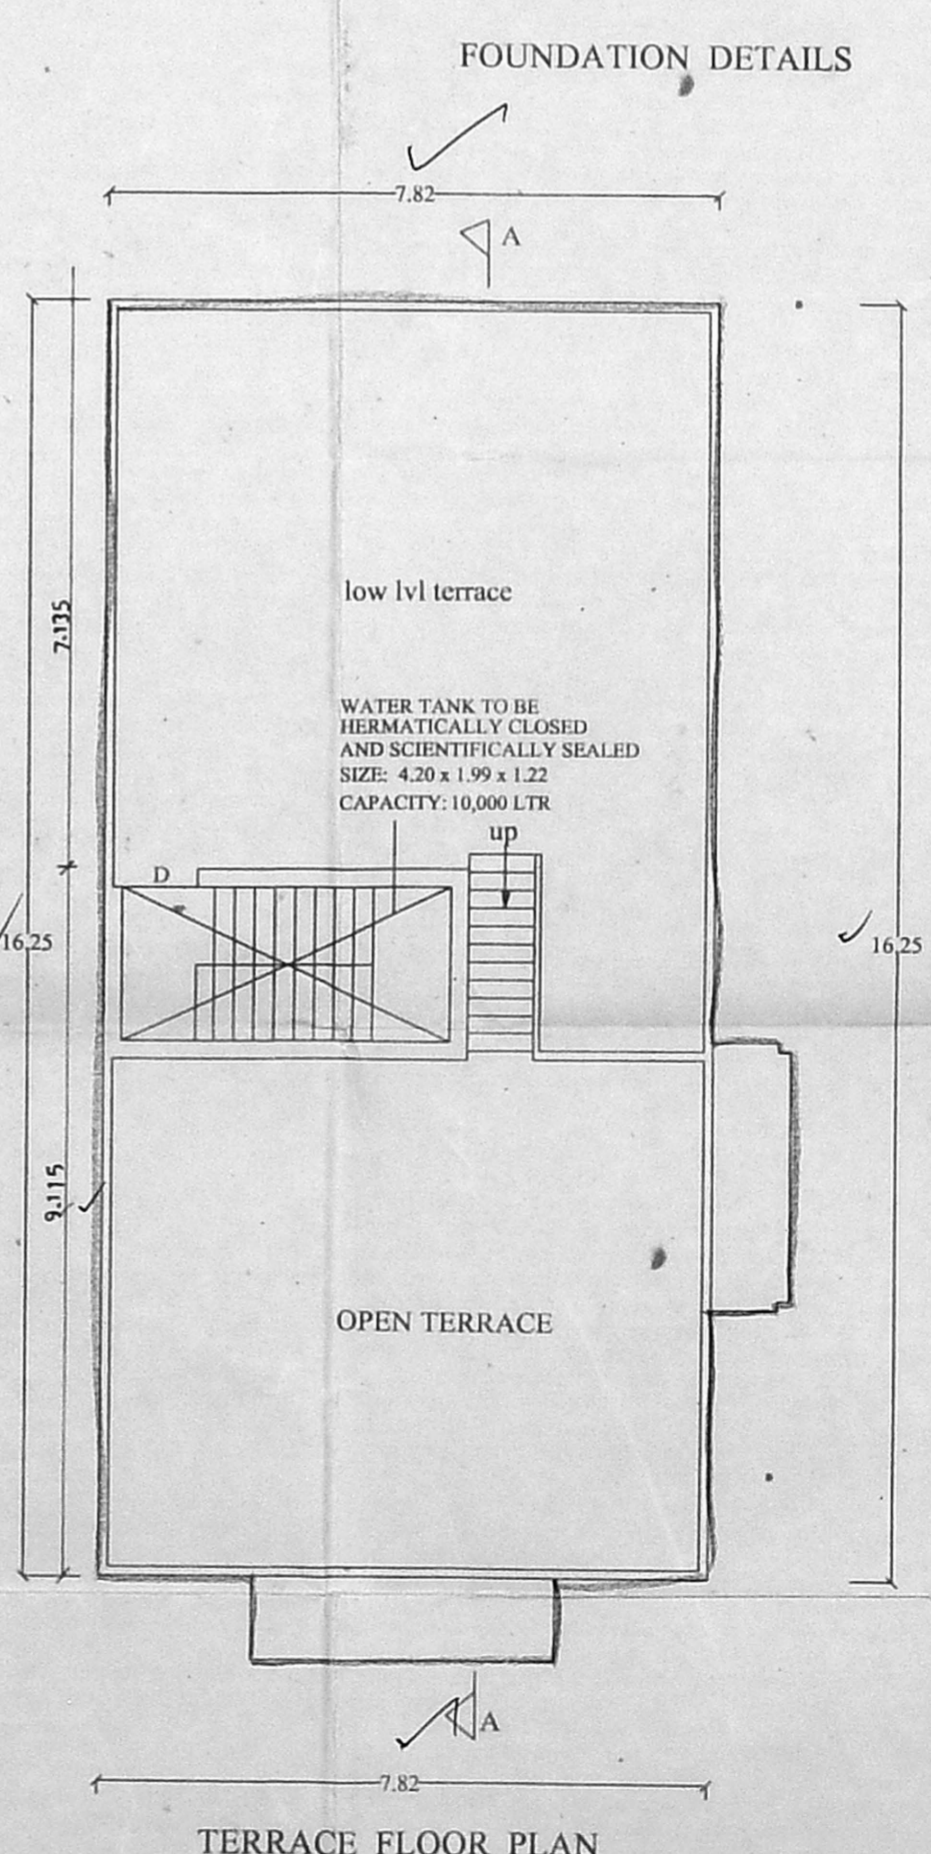 FOUNDATION DETAILS
7.82
A
7.135
low lvl terrace
WATER TANK TO BE
HERMATICALLY CLOSED
AND SCIENTIFICALLY SEALED
SIZE: 4.20 x 1.99 x 1.22
CAPACITY: 10,000 LTR
up
D
16.25
16.25
9.115
OPEN TERRACE
A
7.82
TERRACE FLOOR PLAN